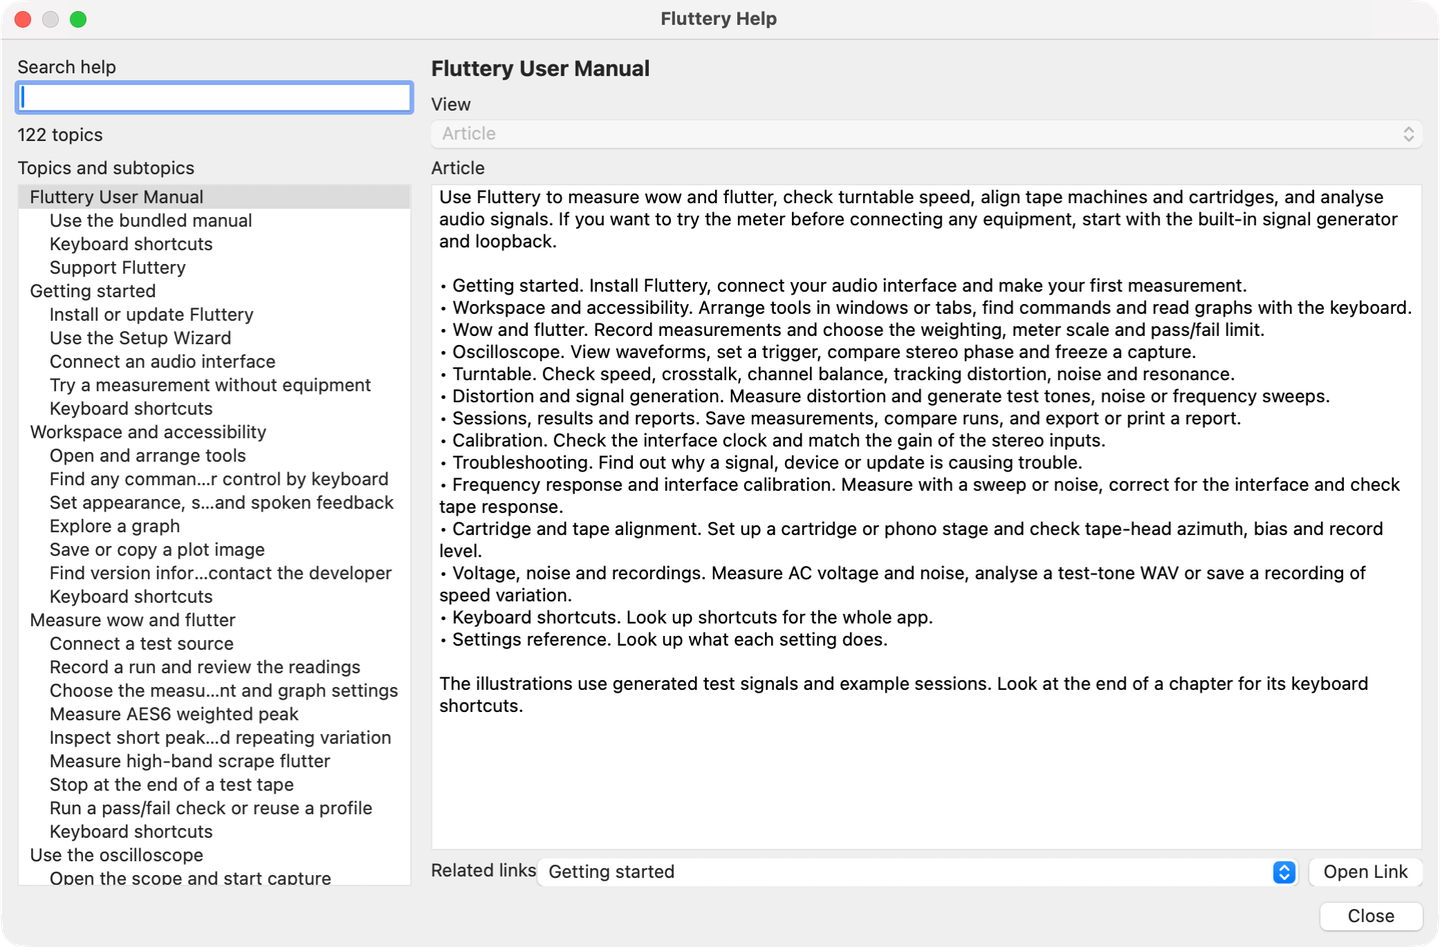 Fluttery Help
Search help
122 topics
Topics and subtopics
Fluttery User Manual
Use the bundled manual
Keyboard shortcuts
Support Fluttery
Getting started
Install or update Fluttery
Use the Setup Wizard
Connect an audio interface
Try a measurement without equipment
Keyboard shortcuts
Workspace and accessibility
Open and arrange tools
Find any comman...r control by keyboard
Set appearance, s...and spoken feedback
Explore a graph
Save or copy a plot image
Find version infor...contact the developer
Keyboard shortcuts
Measure wow and flutter
Connect a test source
Record a run and review the readings
Choose the measu...nt and graph settings
Measure AES6 weighted peak
Inspect short peak...d repeating variation
Measure high-band scrape flutter
Stop at the end of a test tape
Run a pass/fail check or reuse a profile
Keyboard shortcuts
Use the oscilloscope
Open the scope and start capture
Fluttery User Manual
View
Article
Article
Use Fluttery to measure wow and flutter, check turntable speed, align tape machines and cartridges, and analyse
audio signals. If you want to try the meter before connecting any equipment, start with the built-in signal generator
and loopback.
• Getting started. Install Fluttery, connect your audio interface and make your first measurement.
• Workspace and accessibility. Arrange tools in windows or tabs, find commands and read graphs with the keyboard.
• Wow and flutter. Record measurements and choose the weighting, meter scale and pass/fail limit.
• Oscilloscope. View waveforms, set a trigger, compare stereo phase and freeze a capture.
• Turntable. Check speed, crosstalk, channel balance, tracking distortion, noise and resonance.
• Distortion and signal generation. Measure distortion and generate test tones, noise or frequency sweeps.
• Sessions, results and reports. Save measurements, compare runs, and export or print a report.
• Calibration. Check the interface clock and match the gain of the stereo inputs.
• Troubleshooting. Find out why a signal, device or update is causing trouble.
• Frequency response and interface calibration. Measure with a sweep or noise, correct for the interface and check
tape response.
• Cartridge and tape alignment. Set up a cartridge or phono stage and check tape-head azimuth, bias and record
level.
• Voltage, noise and recordings. Measure AC voltage and noise, analyse a test-tone WAV or save a recording of
speed variation.
• Keyboard shortcuts. Look up shortcuts for the whole app.
• Settings reference. Look up what each setting does.
The illustrations use generated test signals and example sessions. Look at the end of a chapter for its keyboard
shortcuts.
Related links
Getting started
Open Link
Close